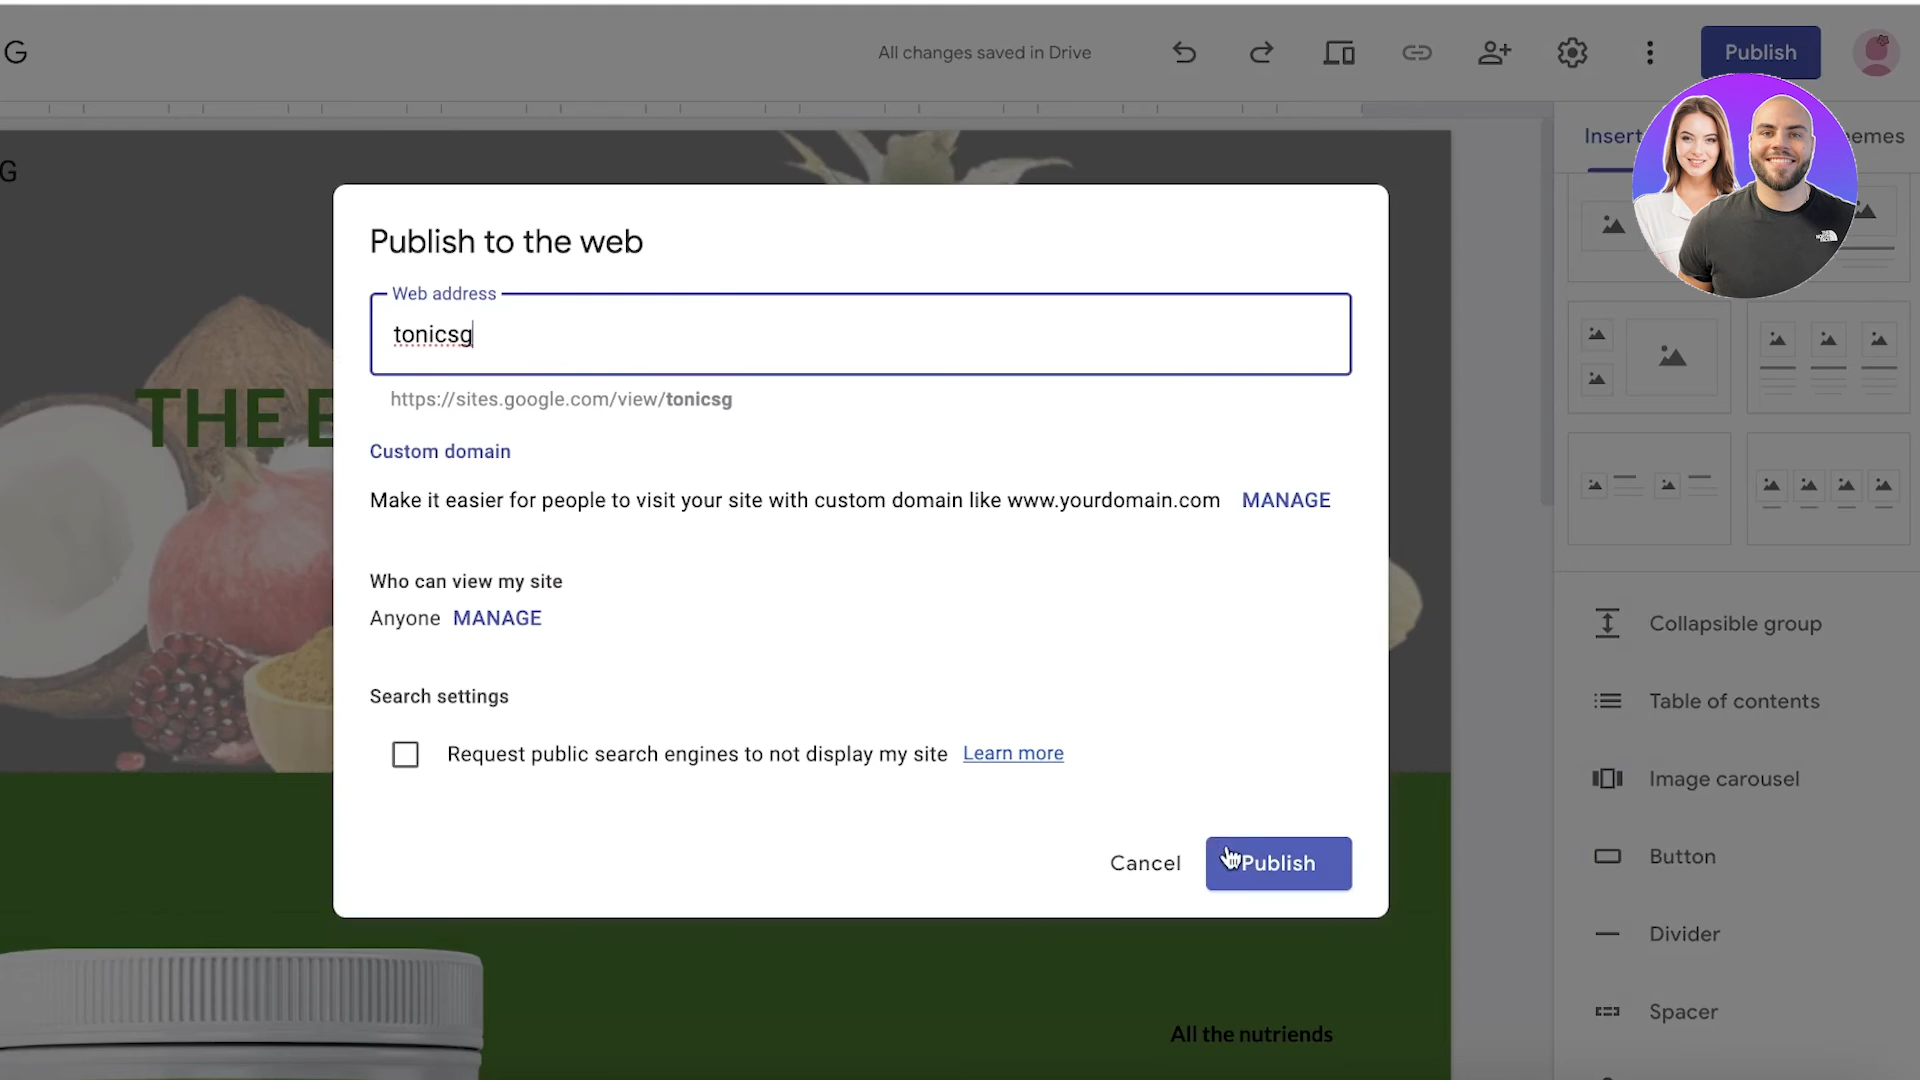 G
All changes saved in Drive
Publish
Insert
emes
G
THE
Publish to the web
Web address
tonicsg
https://sites.google.com/view/tonicsg
Custom domain
Make it easier for people to visit your site with custom domain like www.yourdomain.com MANAGE
Who can view my site
Anyone MANAGE
Search settings
Request public search engines to not display my site Learn more
Cancel
Publish
Collapsible group
Table of contents
Image carousel
Button
Divider
Spacer
All the nutriends